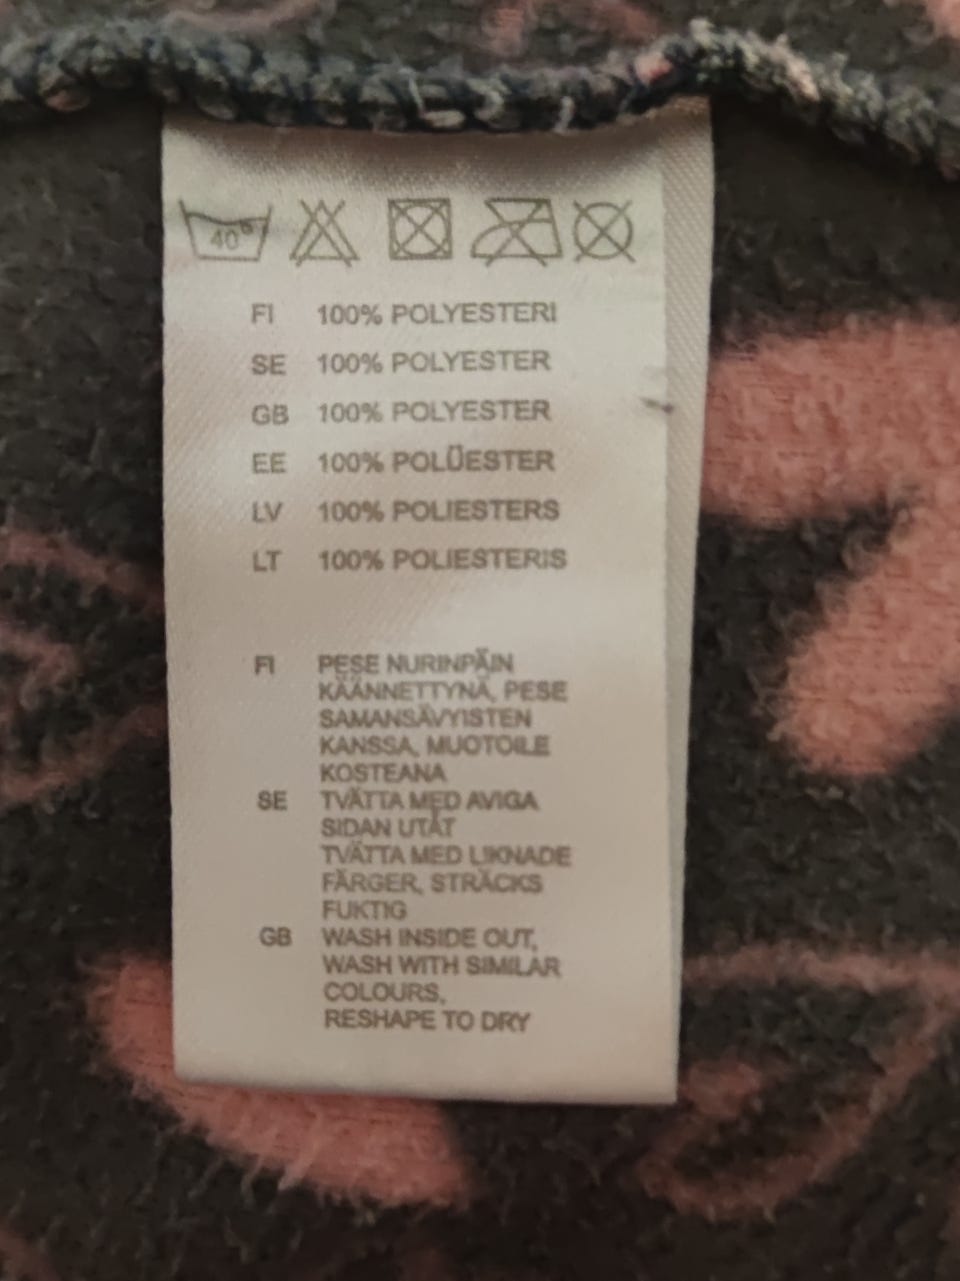 40°
FI 100% POLYESTERI
SE 100% POLYESTER
GB 100% POLYESTER
EE 100% POLÜESTER
LV 100% POLIESTERS
LT 100% POLIESTERIS
FI PESE NURINPÄIN
KÄÄNNETTYNÄ, PESE
SAMANSÄVYISTEN
KANSSA, MUOTOILE
KOSTEANA
SE TVÄTTA MED AVIGA
SIDAN UTÅT
TVÄTTA MED LIKNADE
FÄRGER, STRÄCKS
FUKTIG
GB WASH INSIDE OUT,
WASH WITH SIMILAR
COLOURS,
RESHAPE TO DRY